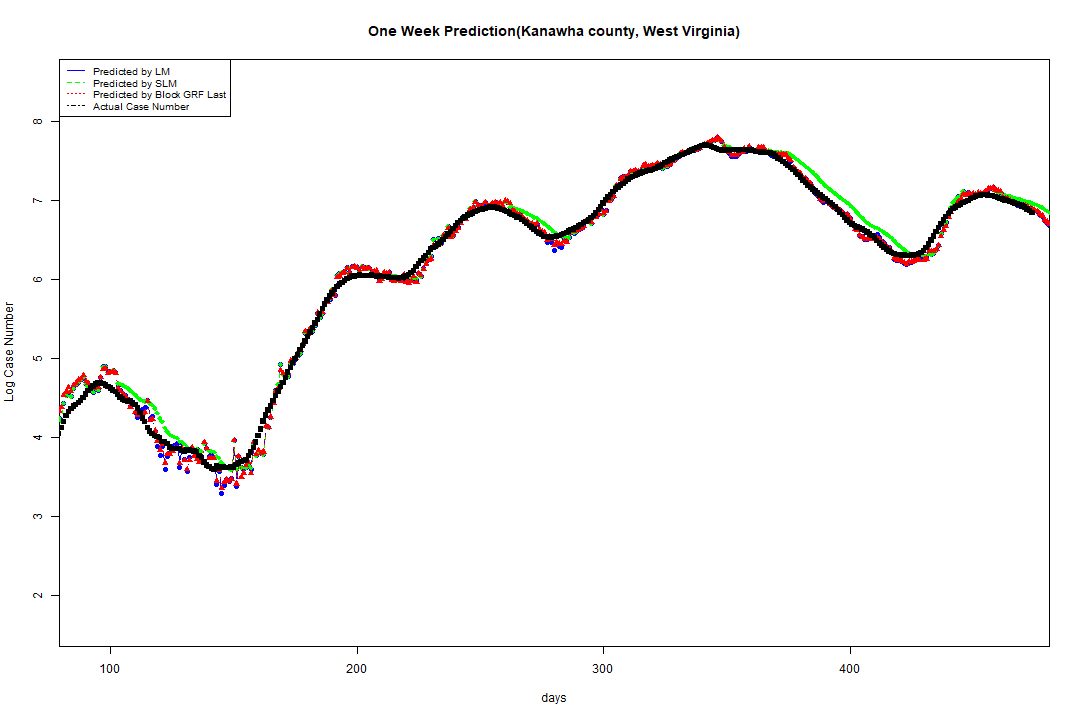 One Week Prediction(Kanawha county, West Virginia)
Predicted by LM
Predicted by SLM
Predicted by Block GRF Last
Actual Case Number
8
7
6
5
4
3
2
Log Case Number
100 200 300 400
days